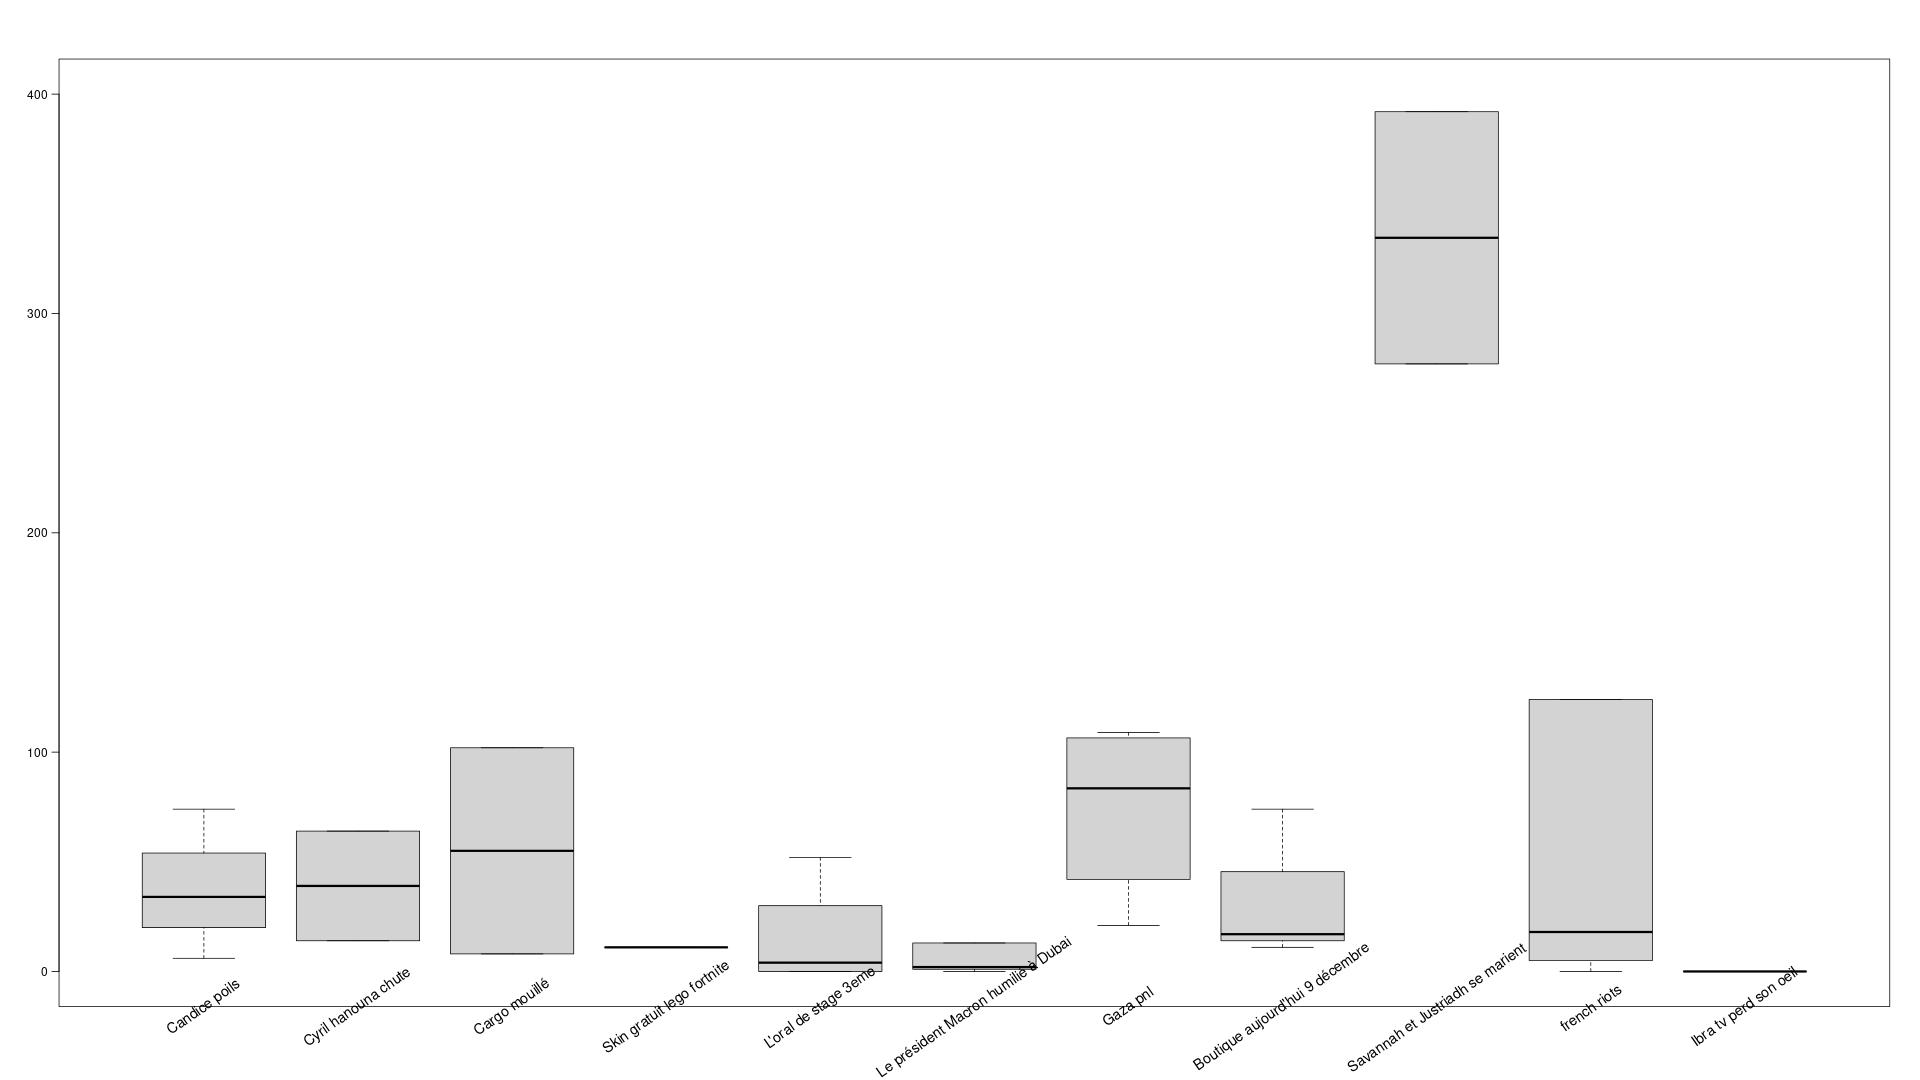 400
300
200
100
0
Candice poils
Cyril hanouna chute
Cargo mouillé
Skin gratuit lego fortnite
L'oral de stage 3eme
Le président Macron humilié à Dubai
Gaza pnl
Boutique aujourd'hui 9 décembre
Savannah et Justriadh se marient
french riots
Ibra tv perd son oeil